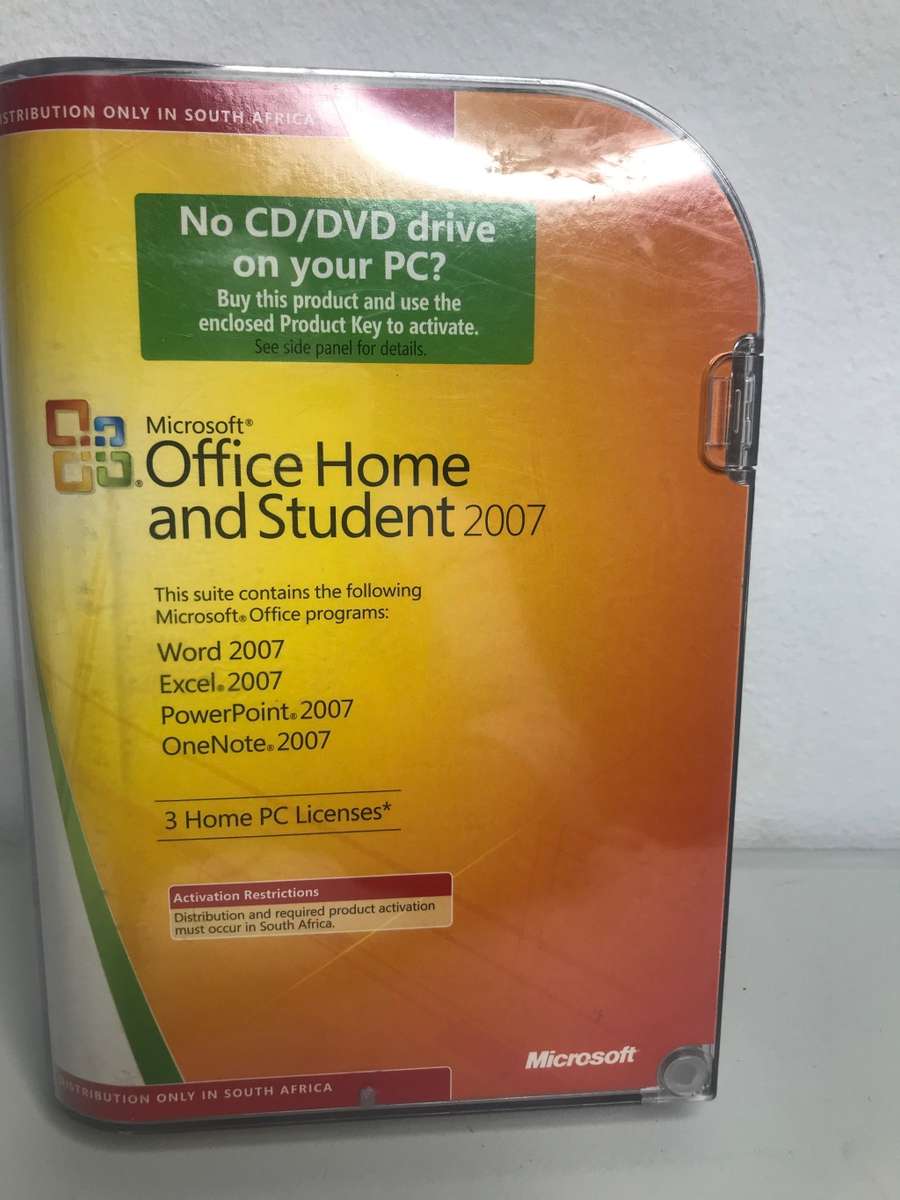 STRIBUTION ONLY IN SOUTH AFRICA
No CD/DVD drive
on your PC?
Buy this product and use the
enclosed Product Key to activate.
See side panel for details.
Microsoft®
Office Home
and Student 2007
This suite contains the following
Microsoft® Office programs:
Word 2007
Excel® 2007
PowerPoint® 2007
OneNote® 2007
3 Home PC Licenses*
Activation Restrictions
Distribution and required product activation
must occur in South Africa.
Microsoft
DISTRIBUTION ONLY IN SOUTH AFRICA